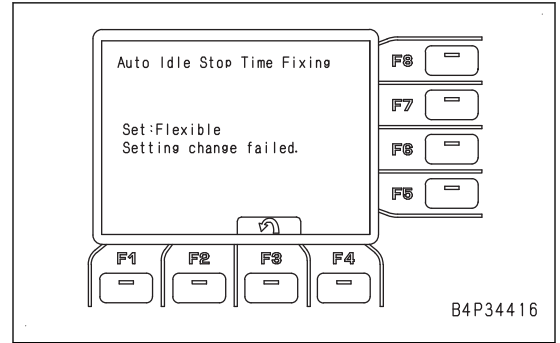 Auto Idle Stop Time Fixing
Set:Flexible
Setting change failed.
F8
F7
F6
F5
F1
F2
F3
F4
B4P34416